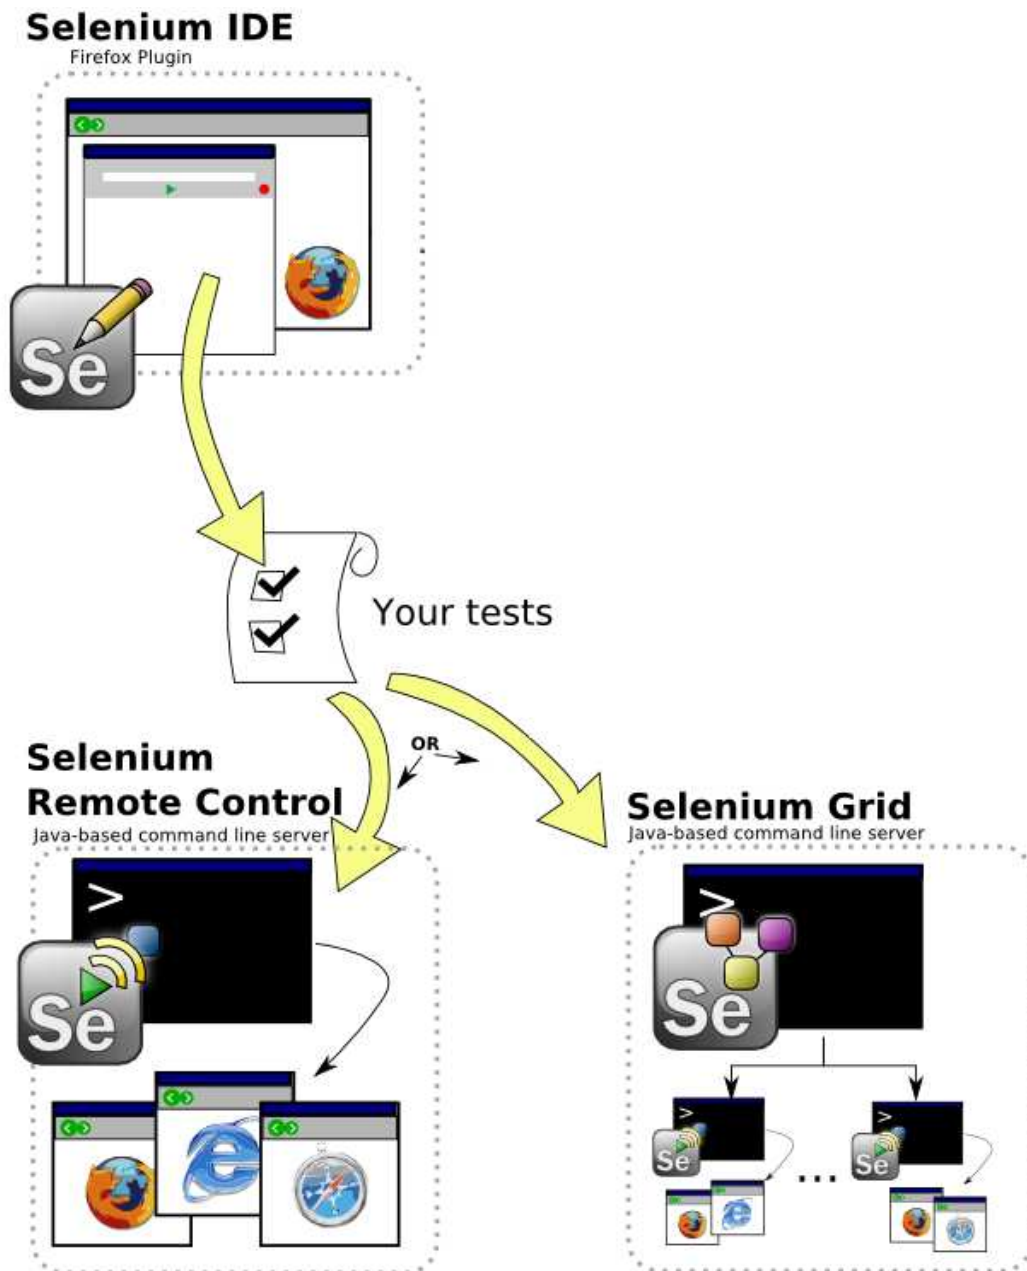 Selenium IDE
Firefox Plugin
Se
Your tests
OR
Selenium
Remote Control
Java-based command line server
>
Se
Selenium Grid
Java-based command line server
>
Se
>
Se
...
>
Se